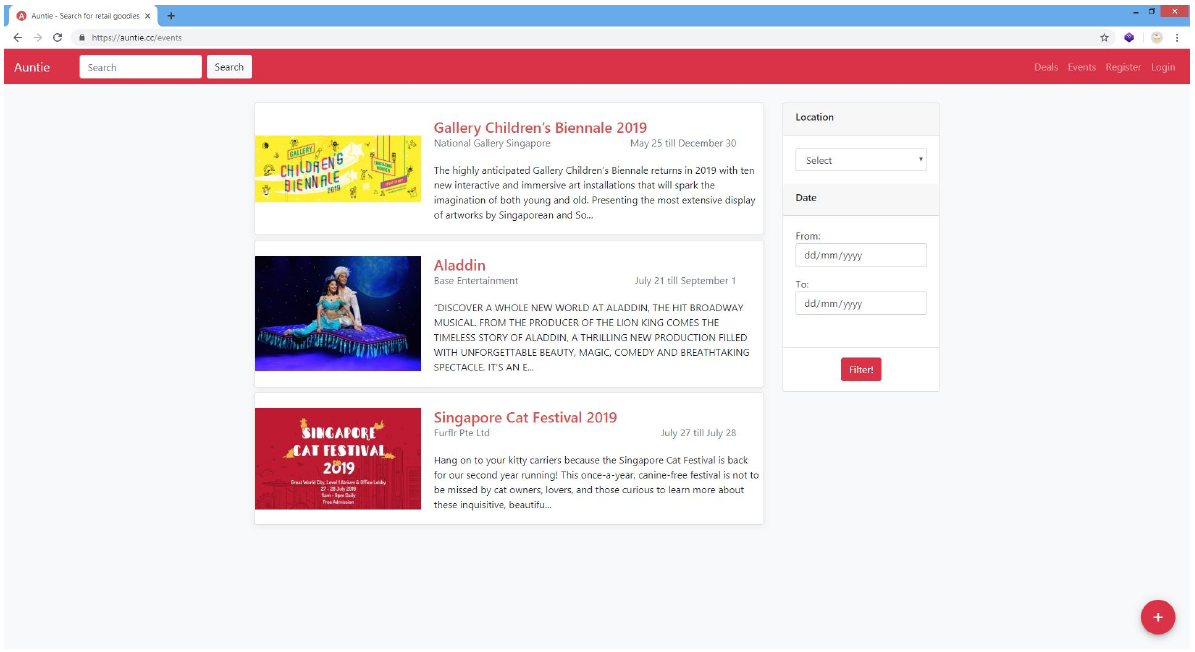 Auntie - Search for retail goodies
https://auntie.cc/events
Auntie
Search
Search
Deals Events Register Login
GALLERY
CHILDREN'S
BIENNALE
2019
Gallery Children's Biennale 2019
National Gallery Singapore May 25 till December 30
The highly anticipated Gallery Children's Biennale returns in 2019 with ten
new interactive and immersive art installations that will spark the
imagination of both young and old. Presenting the most extensive display
of artworks by Singaporean and So...
Aladdin
Base Entertainment July 21 till September 1
"DISCOVER A WHOLE NEW WORLD AT ALADDIN, THE HIT BROADWAY
MUSICAL. FROM THE PRODUCER OF THE LION KING COMES THE
TIMELESS STORY OF ALADDIN, A THRILLING NEW PRODUCTION FILLED
WITH UNFORGETTABLE BEAUTY, MAGIC, COMEDY AND BREATHTAKING
SPECTACLE. IT'S AN E...
SINGAPORE
CAT FESTIVAL
2019
Great World City, Level 1 Atrium & Office Lobby
27 - 28 July 2019
11am - 9pm Daily
Free Admission
Singapore Cat Festival 2019
Furflr Pte Ltd July 27 till July 28
Hang on to your kitty carriers because the Singapore Cat Festival is back
for our second year running! This once-a-year, canine-free festival is not to
be missed by cat owners, lovers, and those curious to learn more about
these inquisitive, beautifu...
Location
Select
Date
From:
dd/mm/yyyy
To:
dd/mm/yyyy
Filter!
+